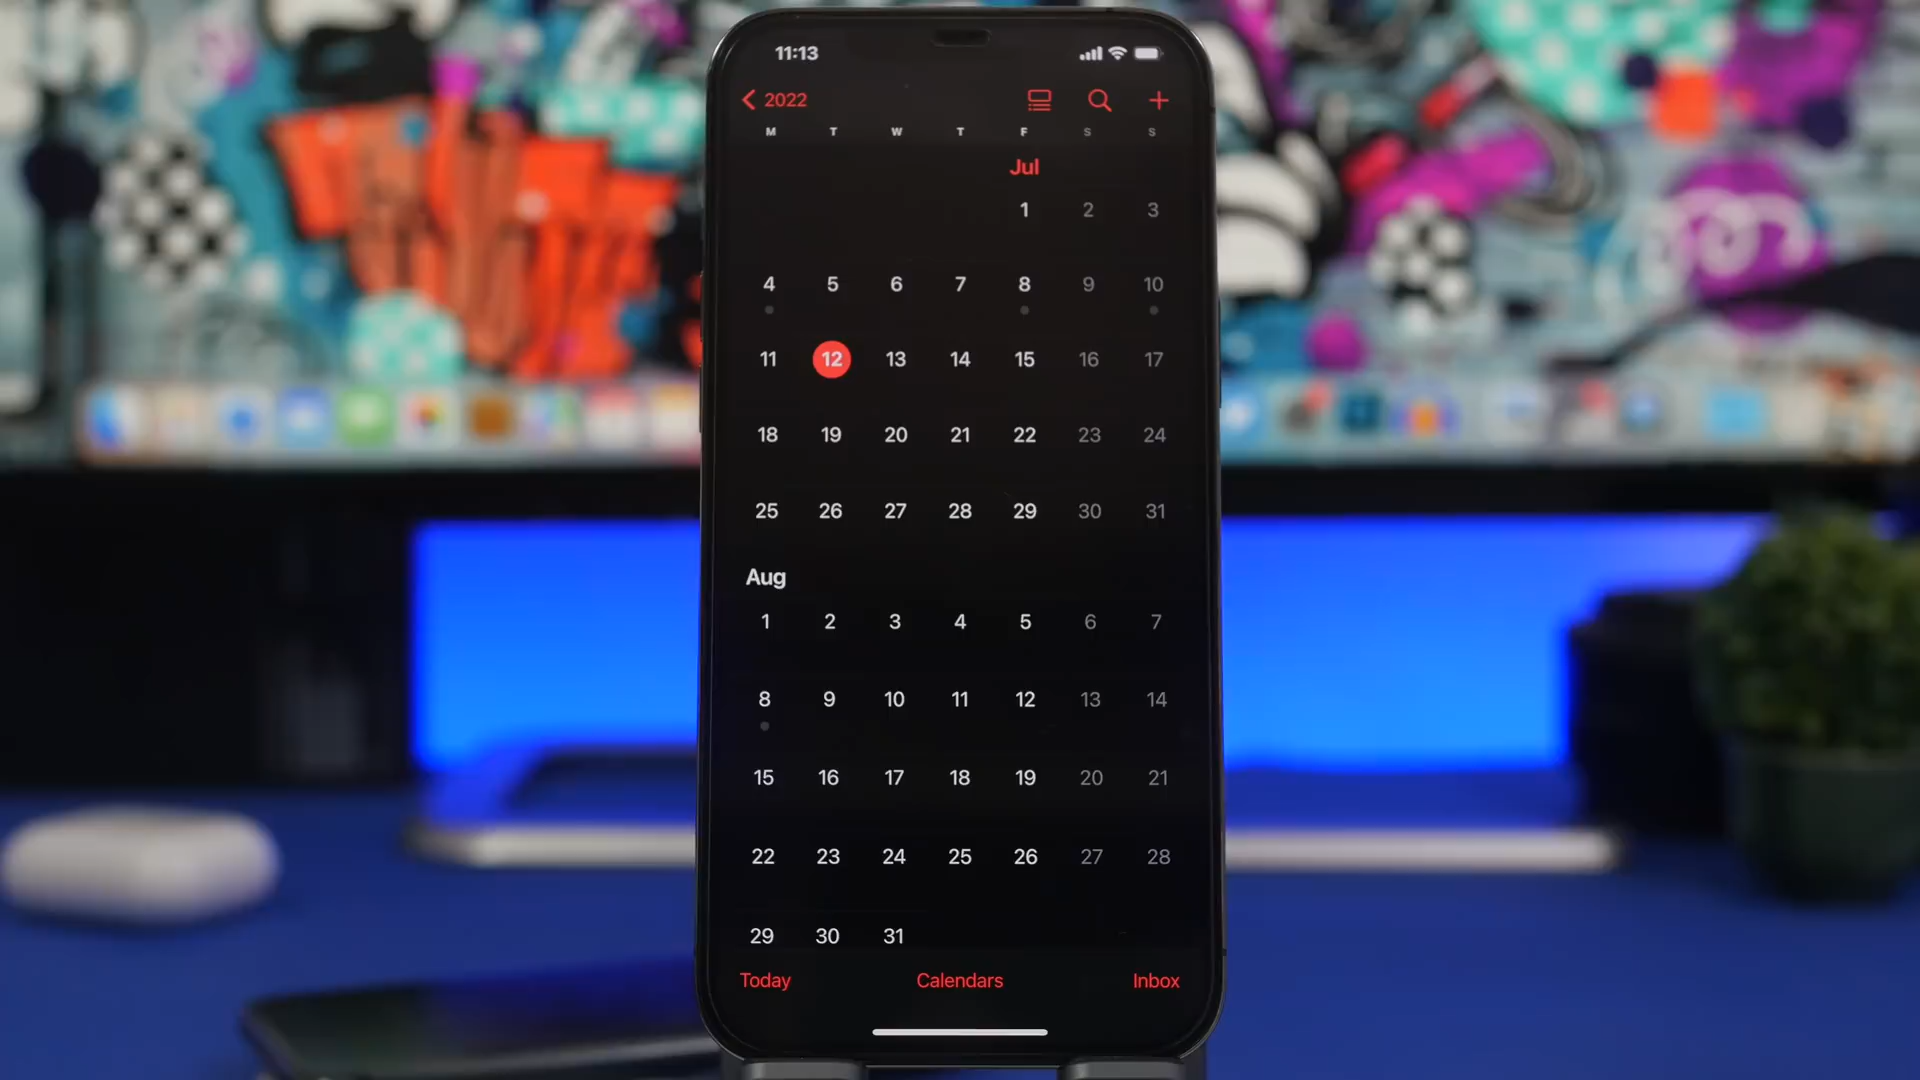 11:13
2022
M T W T F S S
Jul
1 2 3
4 5 6 7 8 9 10
11 12 13 14 15 16 17
18 19 20 21 22 23 24
25 26 27 28 29 30 31
Aug
1 2 3 4 5 6 7
8 9 10 11 12 13 14
15 16 17 18 19 20 21
22 23 24 25 26 27 28
29 30 31
Today Calendars Inbox